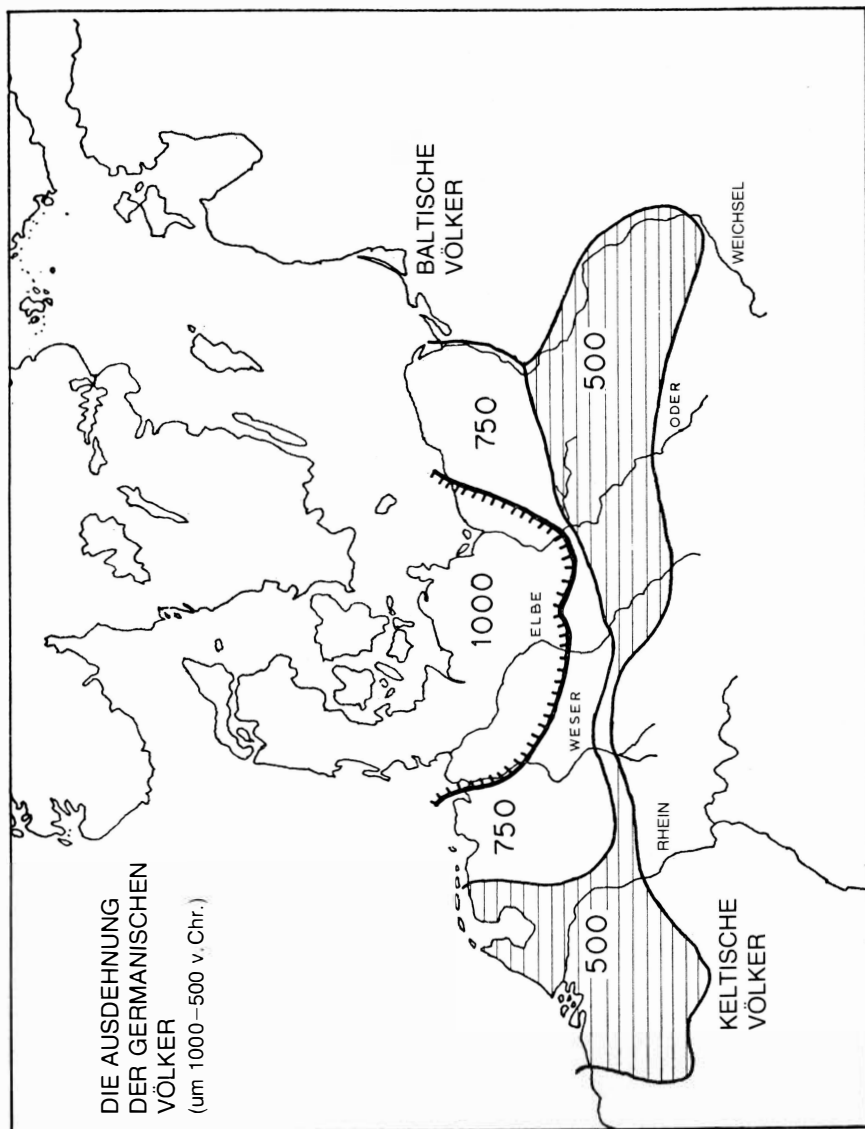 DIE AUSDEHNUNG
DER GERMANISCHEN
VÖLKER
(um 1000–500 v. Chr.)
BALTISCHE
VÖLKER
750
1000
750
500
500
ELBE
WESER
ODER
WEICHSEL
RHEIN
KELTISCHE
VÖLKER